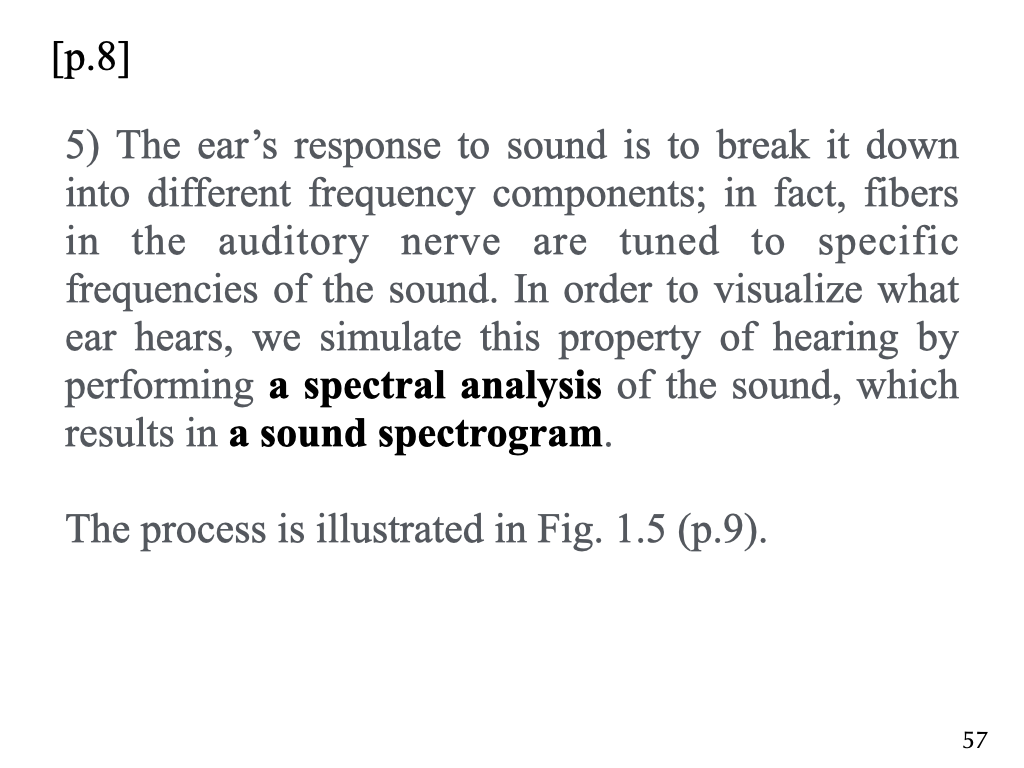 [p.8]
5) The ear’s response to sound is to break it down
into different frequency components; in fact, fibers
in the auditory nerve are tuned to specific
frequencies of the sound. In order to visualize what
ear hears, we simulate this property of hearing by
performing a spectral analysis of the sound, which
results in a sound spectrogram.
The process is illustrated in Fig. 1.5 (p.9).
57